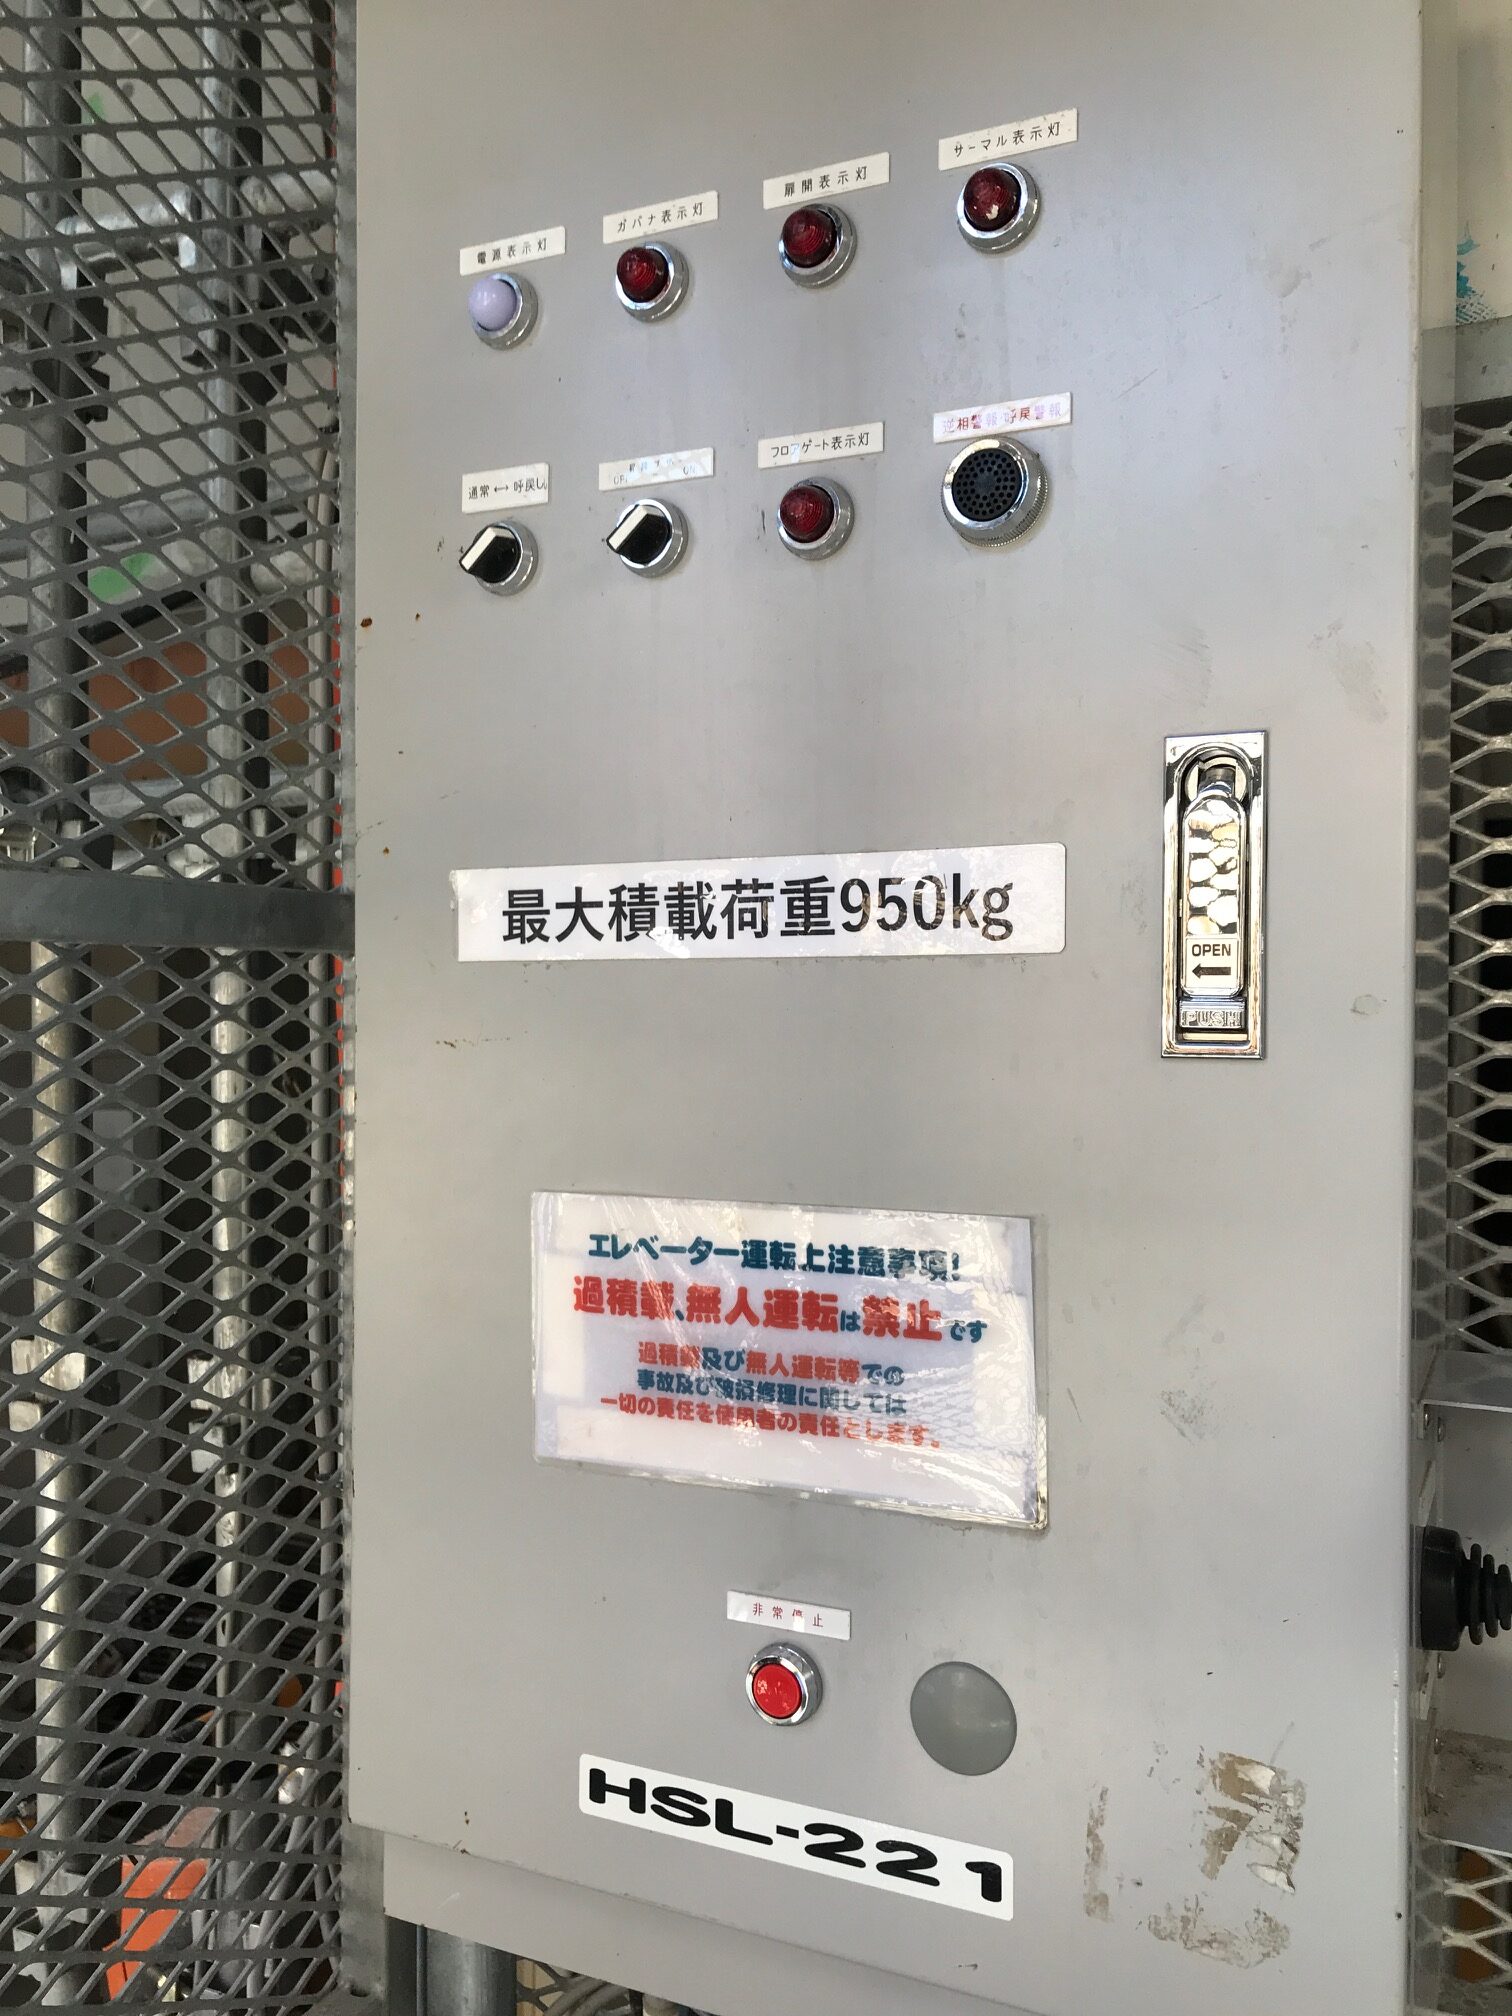 電源表示灯
ガバナ表示灯
扉開表示灯
サーマル表示灯
通常↔呼戻し
ON
フロアゲート表示灯
逆相警報・呼戻警報
最大積載荷重950kg
OPEN
PUSH
エレベーター運転上注意事項!
過積載、無人運転は禁止です
過積載及び無人運転等での
事故及び破損修理に関しては
一切の責任を使用者の責任とします。
非常停止
HSL-221